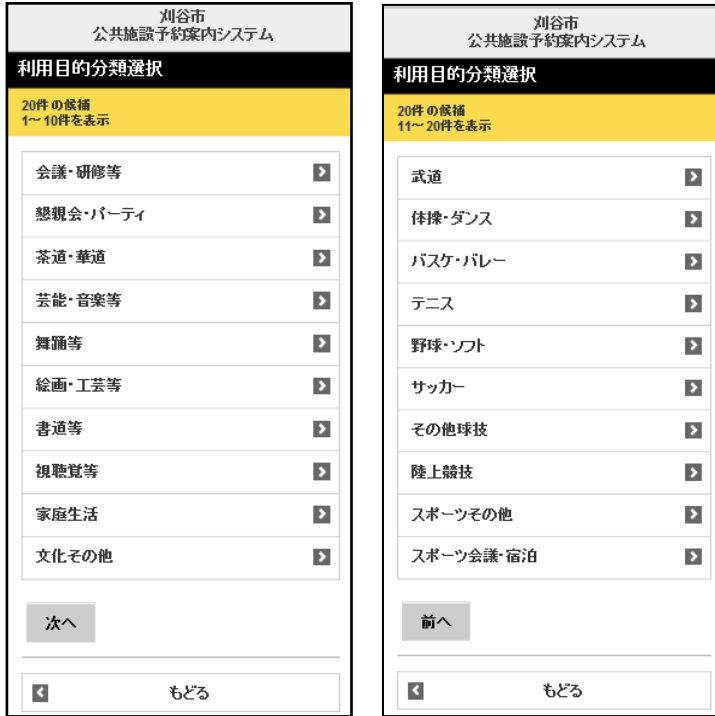 刈谷市
公共施設予約案内システム
利用目的分類選択
20件の候補
1～10件を表示
会議・研修等
懇親会・パーティ
茶道・華道
芸能・音楽等
舞踊等
絵画・工芸等
書道等
視聴覚等
家庭生活
文化その他
次へ
もどる
刈谷市
公共施設予約案内システム
利用目的分類選択
20件の候補
11～20件を表示
武道
体操・ダンス
バスケ・バレー
テニス
野球・ソフト
サッカー
その他球技
陸上競技
スポーツその他
スポーツ会議・宿泊
前へ
もどる